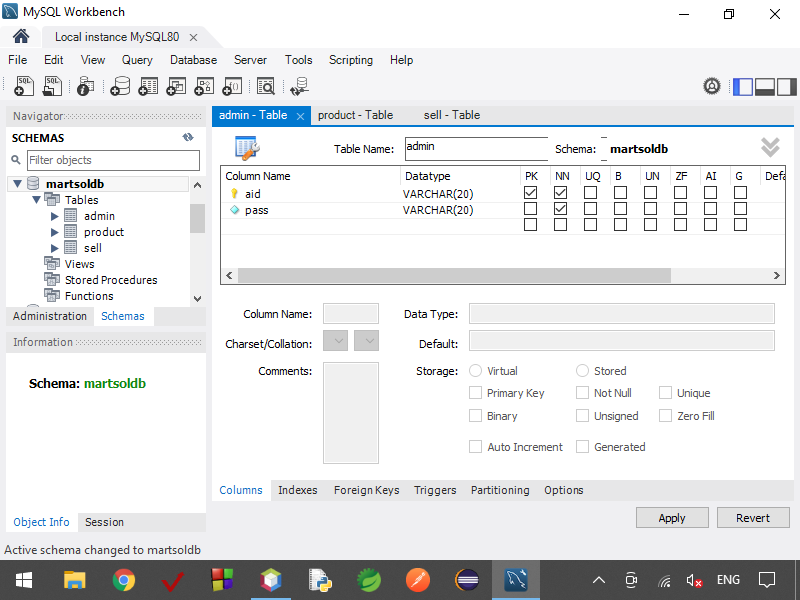 MySQL Workbench
Local instance MySQL80
File Edit View Query Database Server Tools Scripting Help
Navigator
SCHEMAS
Filter objects
martsoldb
Tables
admin
product
sell
Views
Stored Procedures
Functions
Administration Schemas
Information
Schema: martsoldb
Object Info Session
Active schema changed to martsoldb
admin - Table product - Table sell - Table
Table Name: admin Schema: martsoldb
Column Name Datatype PK NN UQ B UN ZF AI G Defa
aid VARCHAR(20)
pass VARCHAR(20)
Column Name: Data Type:
Charset/Collation: Default:
Comments: Storage: Virtual Stored
Primary Key Not Null Unique
Binary Unsigned Zero Fill
Auto Increment Generated
Columns Indexes Foreign Keys Triggers Partitioning Options
Apply Revert
ENG